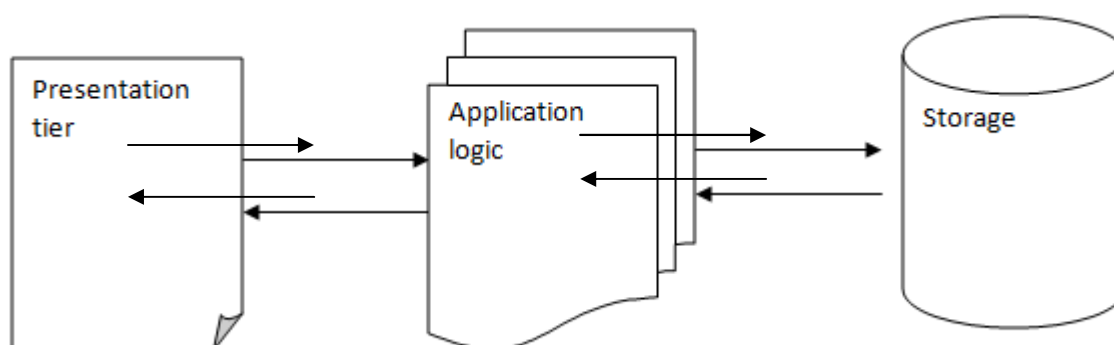 Presentation
tier
Application
logic
Storage